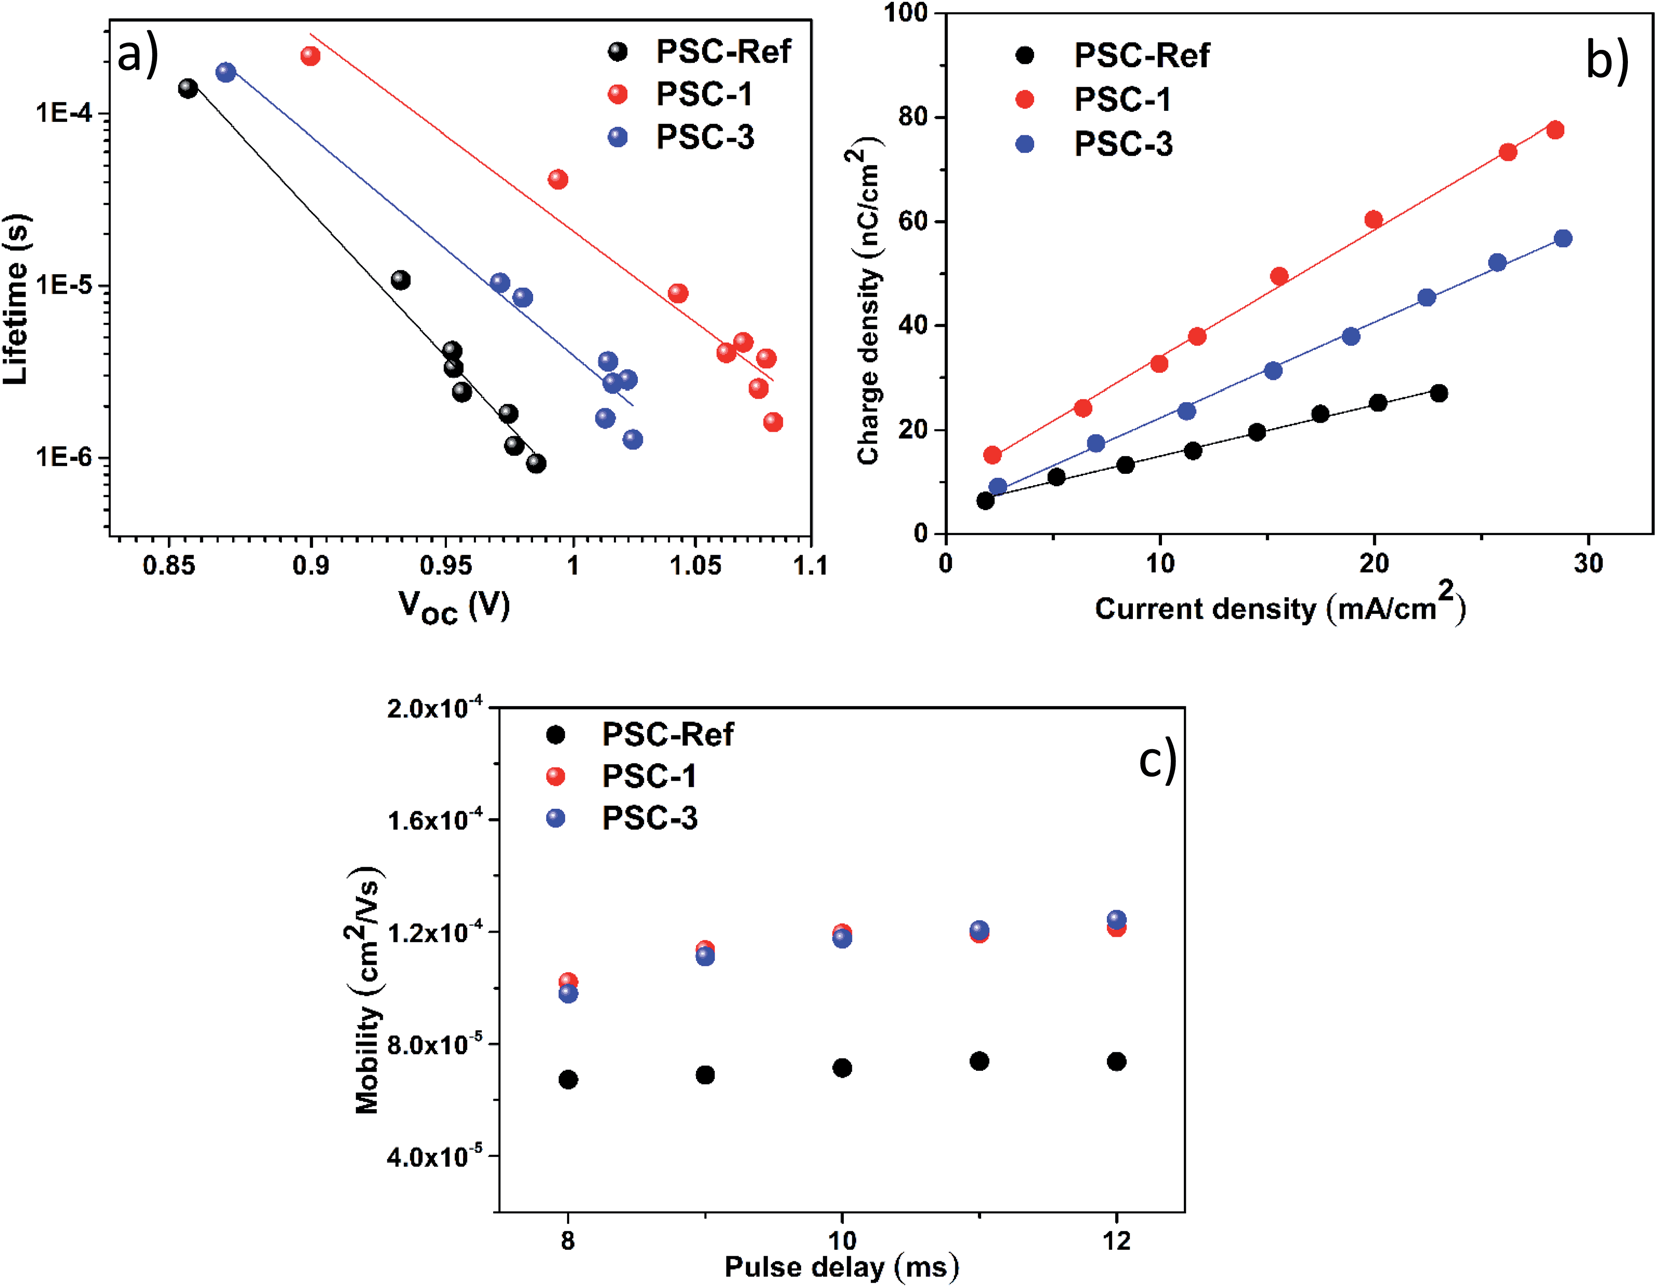 a)
PSC-Ref
PSC-1
PSC-3
1E-4
1E-5
1E-6
Lifetime (s)
0.85 0.9 0.95 1 1.05 1.1
VOC (V)
b)
PSC-Ref
PSC-1
PSC-3
100
80
60
40
20
0
Charge density (nC/cm2)
0 10 20 30
Current density (mA/cm2)
c)
PSC-Ref
PSC-1
PSC-3
2.0x10-4
1.6x10-4
1.2x10-4
8.0x10-5
4.0x10-5
Mobility (cm2/Vs)
8 10 12
Pulse delay (ms)